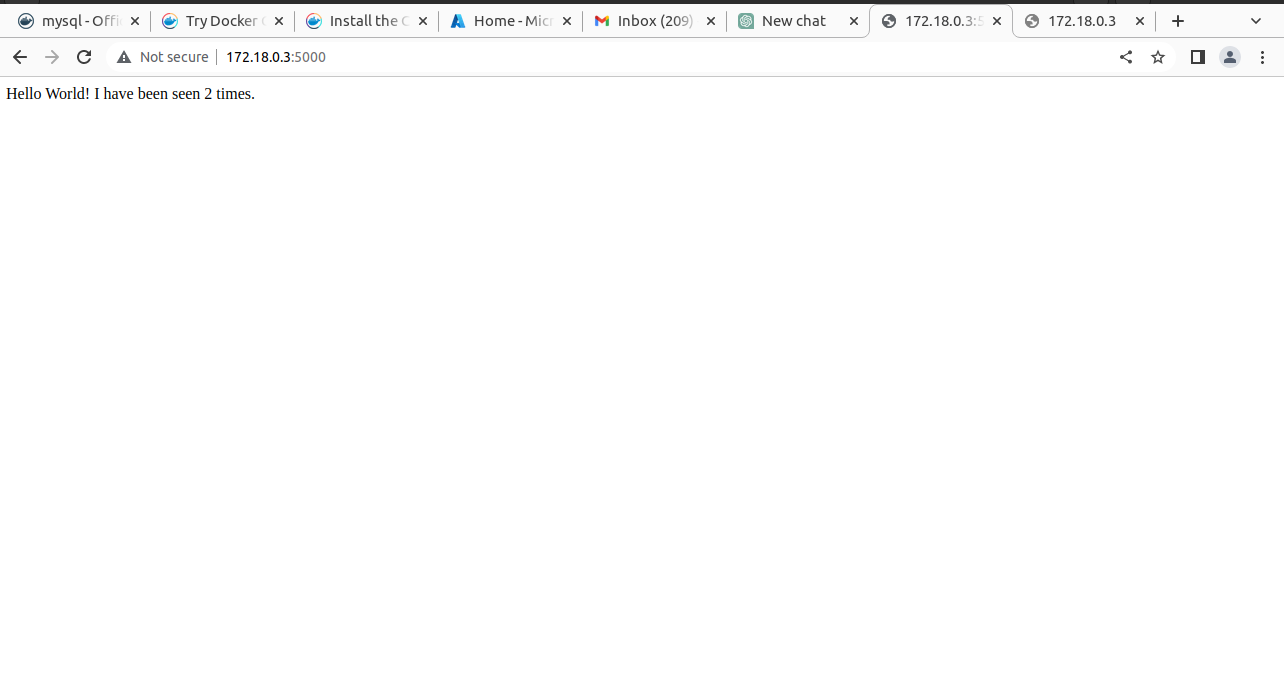 mysql - Offi
Try Docker
Install the
Home - Micr
Inbox (209)
New chat
172.18.0.3:5
172.18.0.3
Not secure
172.18.0.3:5000
Hello World! I have been seen 2 times.